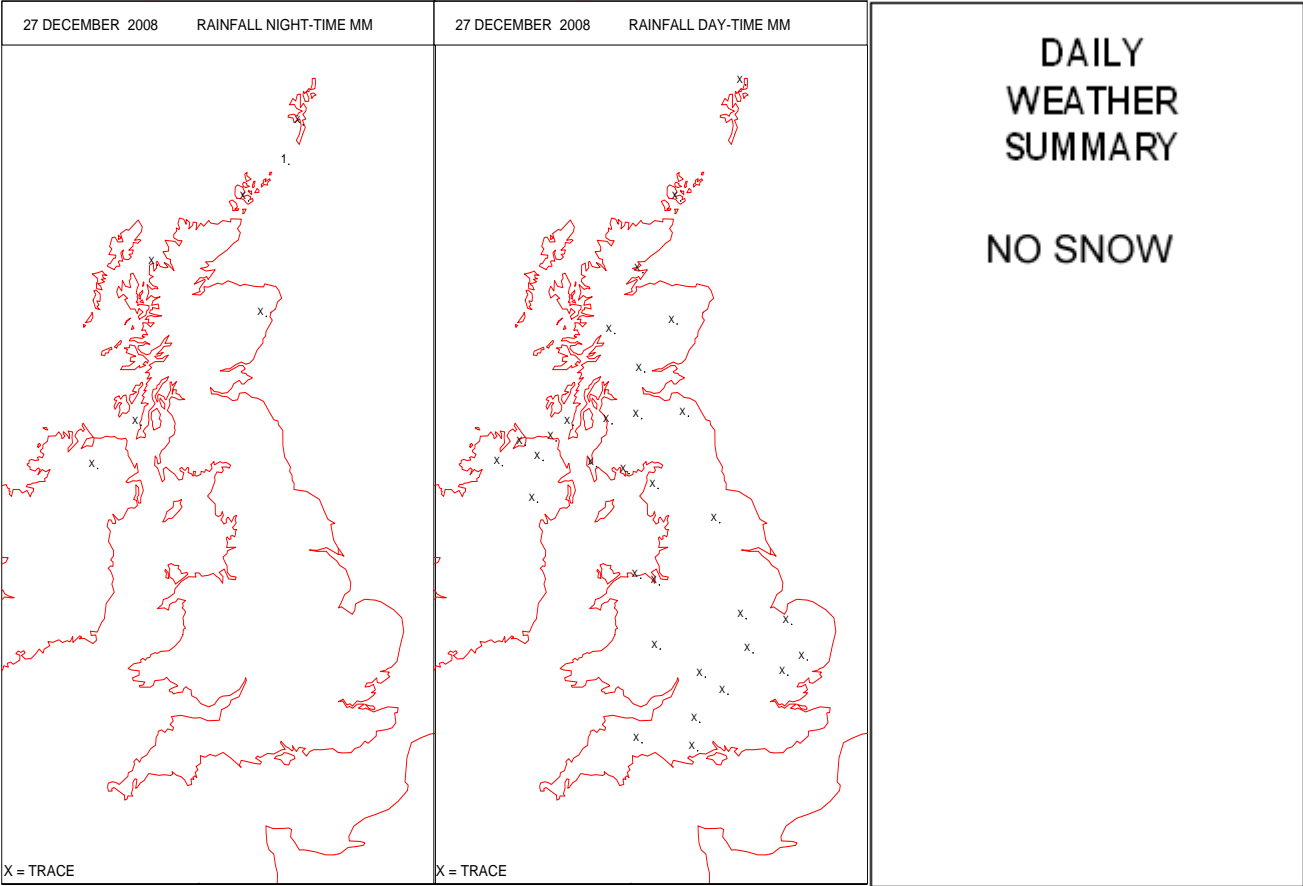 27 DECEMBER 2008 RAINFALL NIGHT-TIME MM
x
1.
x
x
x.
x.
x.
X = TRACE
27 DECEMBER 2008 RAINFALL DAY-TIME MM
x.
x
x
x.
x.
x.
x. x.
x. x.
x.
x
x.
x. x
x.
x.
x.
x.
x.
x.
x.
x.
x. x.
x.
x. x.
x.
x.
x.
x.
X = TRACE
DAILY
WEATHER
SUMMARY
NO SNOW